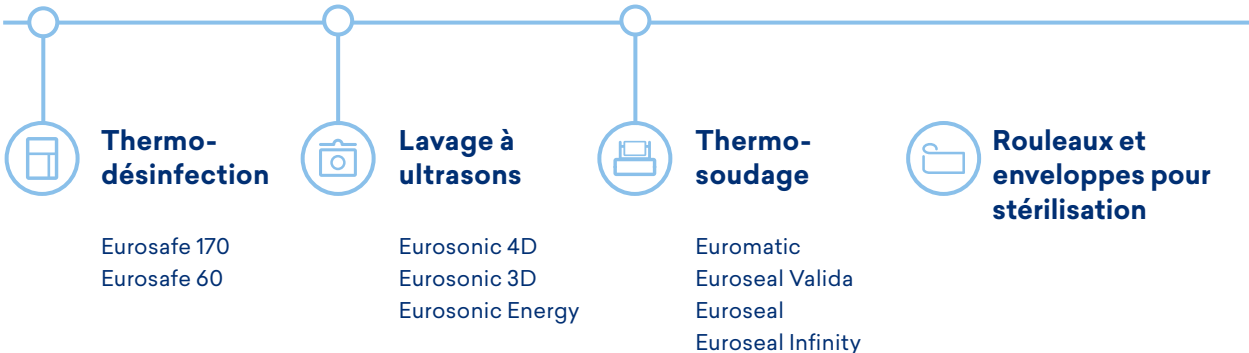 Thermo-
désinfection
Eurosafe 170
Eurosafe 60
Lavage à
ultrasons
Eurosonic 4D
Eurosonic 3D
Eurosonic Energy
Thermo-
soudage
Euromatic
Euroseal Valida
Euroseal
Euroseal Infinity
Rouleaux et
enveloppes pour
stérilisation